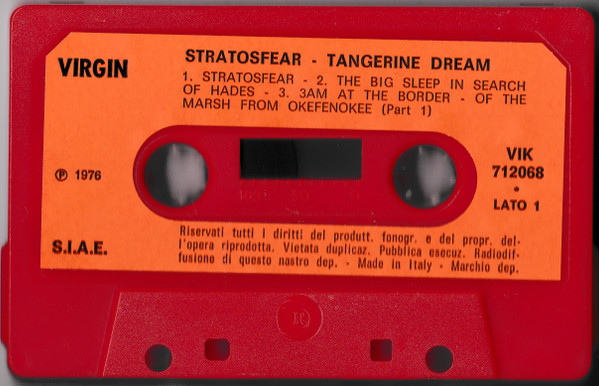 VIRGIN
STRATOSFEAR - TANGERINE DREAM
1. STRATOSFEAR - 2. THE BIG SLEEP IN SEARCH
OF HADES - 3. 3AM AT THE BORDER - OF THE
MARSH FROM OKEFENOKEE (Part 1)
℗ 1976
VIK
712068
•
LATO 1
S.I.A.E.
Riservati tutti i diritti del produtt. fonogr. e del propr. del-
l'opera riprodotta. Vietata duplicaz. Pubblica esecuz. Radiodif-
fusione di questo nastro dep. - Made in Italy - Marchio dep.